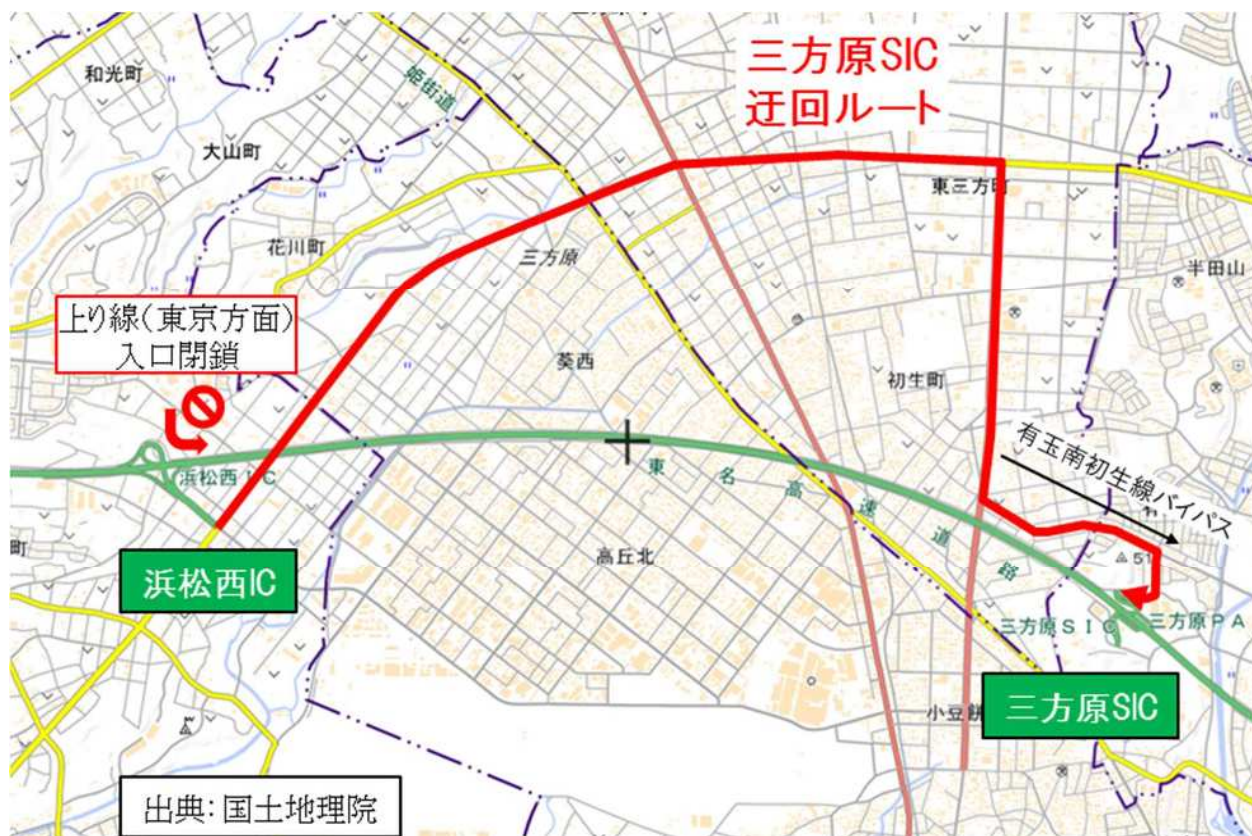 三方原SIC
迂回ルート
和光町
姫街道
大山町
東三方町
花川町
三方原
半田山
上り線(東京方面)
入口閉鎖
葵西
初生町
浜松西IC
有玉南初生線バイパス
東名高速道路
高丘北
51
浜松西IC
三方原SIC
三方原PA
町
小豆餅
三方原SIC
出典:国土地理院